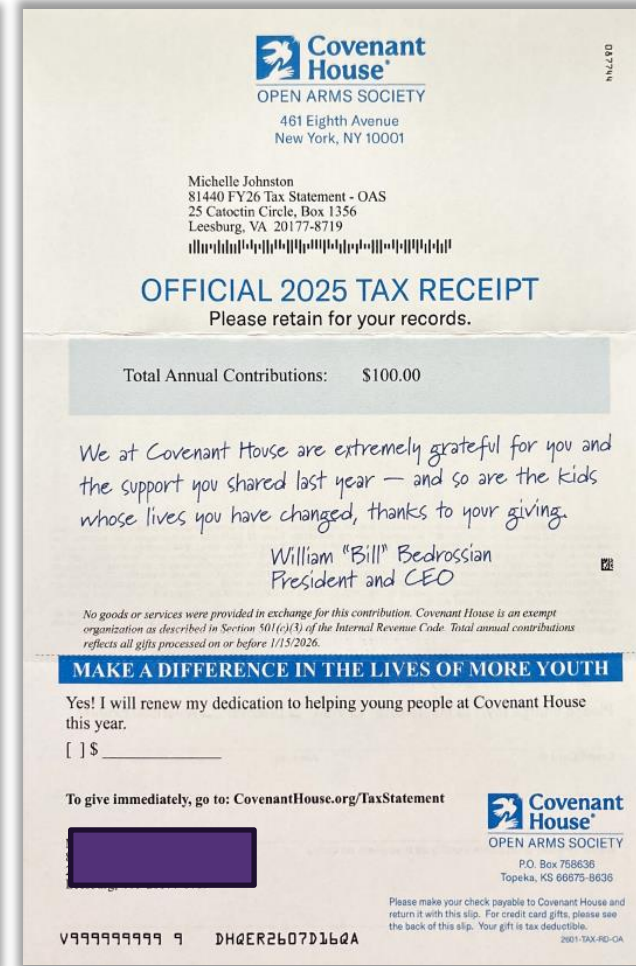 Covenant
House®
OPEN ARMS SOCIETY
461 Eighth Avenue
New York, NY 10001
D87744
Michelle Johnston
81440 FY26 Tax Statement - OAS
25 Catoctin Circle, Box 1356
Leesburg, VA 20177-8719
OFFICIAL 2025 TAX RECEIPT
Please retain for your records.
Total Annual Contributions: $100.00
We at Covenant House are extremely grateful for you and
the support you shared last year — and so are the kids
whose lives you have changed, thanks to your giving.
William "Bill" Bedrossian
President and CEO
No goods or services were provided in exchange for this contribution. Covenant House is an exempt
organization as described in Section 501(c)(3) of the Internal Revenue Code. Total annual contributions
reflects all gifts processed on or before 1/15/2026.
MAKE A DIFFERENCE IN THE LIVES OF MORE YOUTH
Yes! I will renew my dedication to helping young people at Covenant House
this year.
[ ] $ ____________
To give immediately, go to: CovenantHouse.org/TaxStatement
Covenant
House®
OPEN ARMS SOCIETY
P.O. Box 758636
Topeka, KS 66675-8636
Please make your check payable to Covenant House and
return it with this slip. For credit card gifts, please see
the back of this slip. Your gift is tax deductible.
2601-TAX-RD-OA
V999999999 9 DHQER2607D16QA